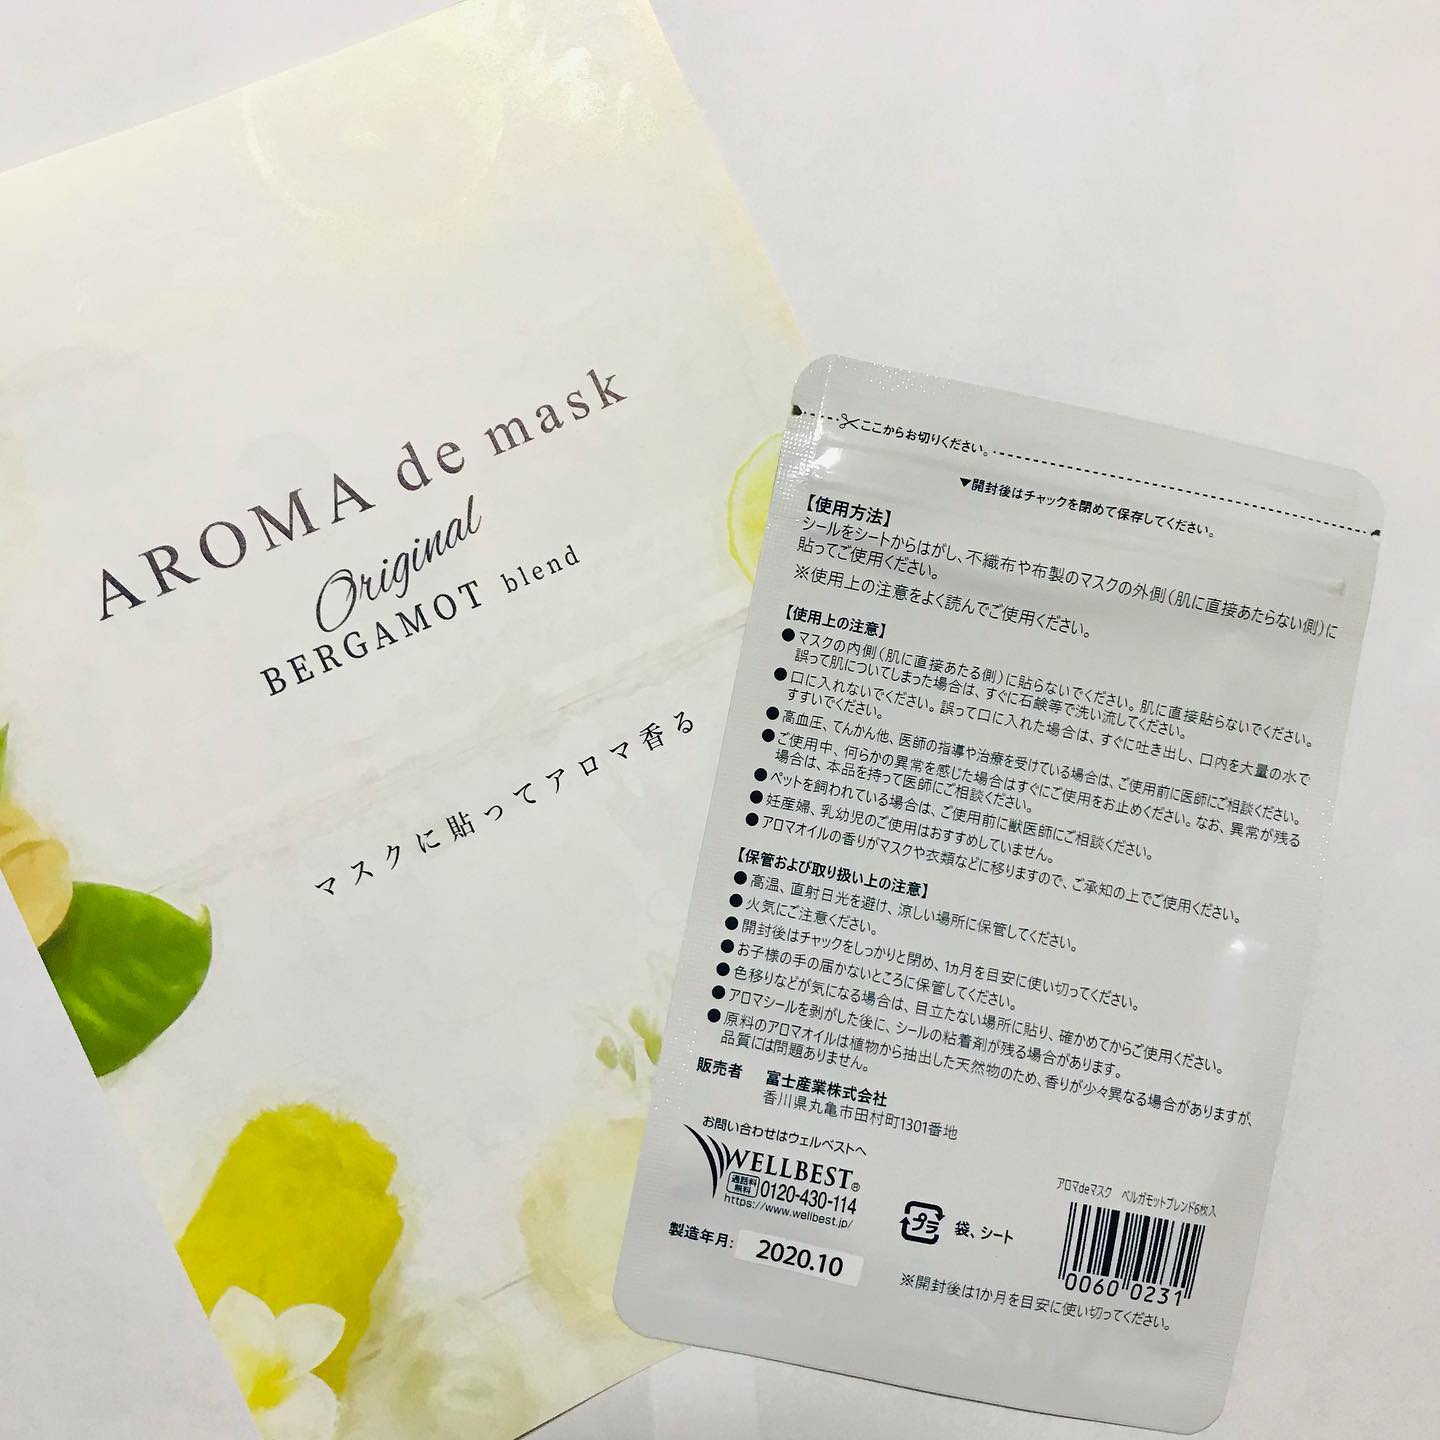 AROMA de mask
Original
BERGAMOT blend
マスクに貼ってアロマ香る
ここからお切りください。
▼開封後はチャックを閉めて保存してください。
【使用方法】
シールをシートからはがし、不織布や布製のマスクの外側(肌に直接あたらない側)に
貼ってご使用ください。
※使用上の注意をよく読んでご使用ください。
【使用上の注意】
●マスクの内側(肌に直接あたる側)に貼らないでください。肌に直接貼らないでください。
誤って肌についてしまった場合は、すぐに石鹸等で洗い流してください。
●口に入れないでください。誤って口に入れた場合は、すぐに吐き出し、口内を大量の水で
すすいでください。
●高血圧、てんかん他、医師の指導や治療を受けている場合は、ご使用前に医師にご相談ください。
●ご使用中、何らかの異常を感じた場合はすぐにご使用をお止めください。なお、異常が残る
場合は、本品を持って医師にご相談ください。
●ペットを飼われている場合は、ご使用前に獣医師にご相談ください。
●妊産婦、乳幼児のご使用はおすすめしていません。
●アロマオイルの香りがマスクや衣類などに移りますので、ご承知の上でご使用ください。
【保管および取り扱い上の注意】
●高温、直射日光を避け、涼しい場所に保管してください。
●火気にご注意ください。
●開封後はチャックをしっかりと閉め、1ヵ月を目安に使い切ってください。
●お子様の手の届かないところに保管してください。
●色移りなどが気になる場合は、目立たない場所に貼り、確かめてからご使用ください。
●アロマシールを剥がした後に、シールの粘着剤が残る場合があります。
●原料のアロマオイルは植物から抽出した天然物のため、香りが少々異なる場合がありますが、
品質には問題ありません。
販売者 富士産業株式会社
香川県丸亀市田村町1301番地
お問い合わせはウェルベストへ
WELLBEST®
通話料無料 0120-430-114
https://www.wellbest.jp/
製造年月: 2020.10
プラ 袋、シート
アロマdeマスク ベルガモットブレンド6枚入
0060 0231
※開封後は1か月を目安に使い切ってください。